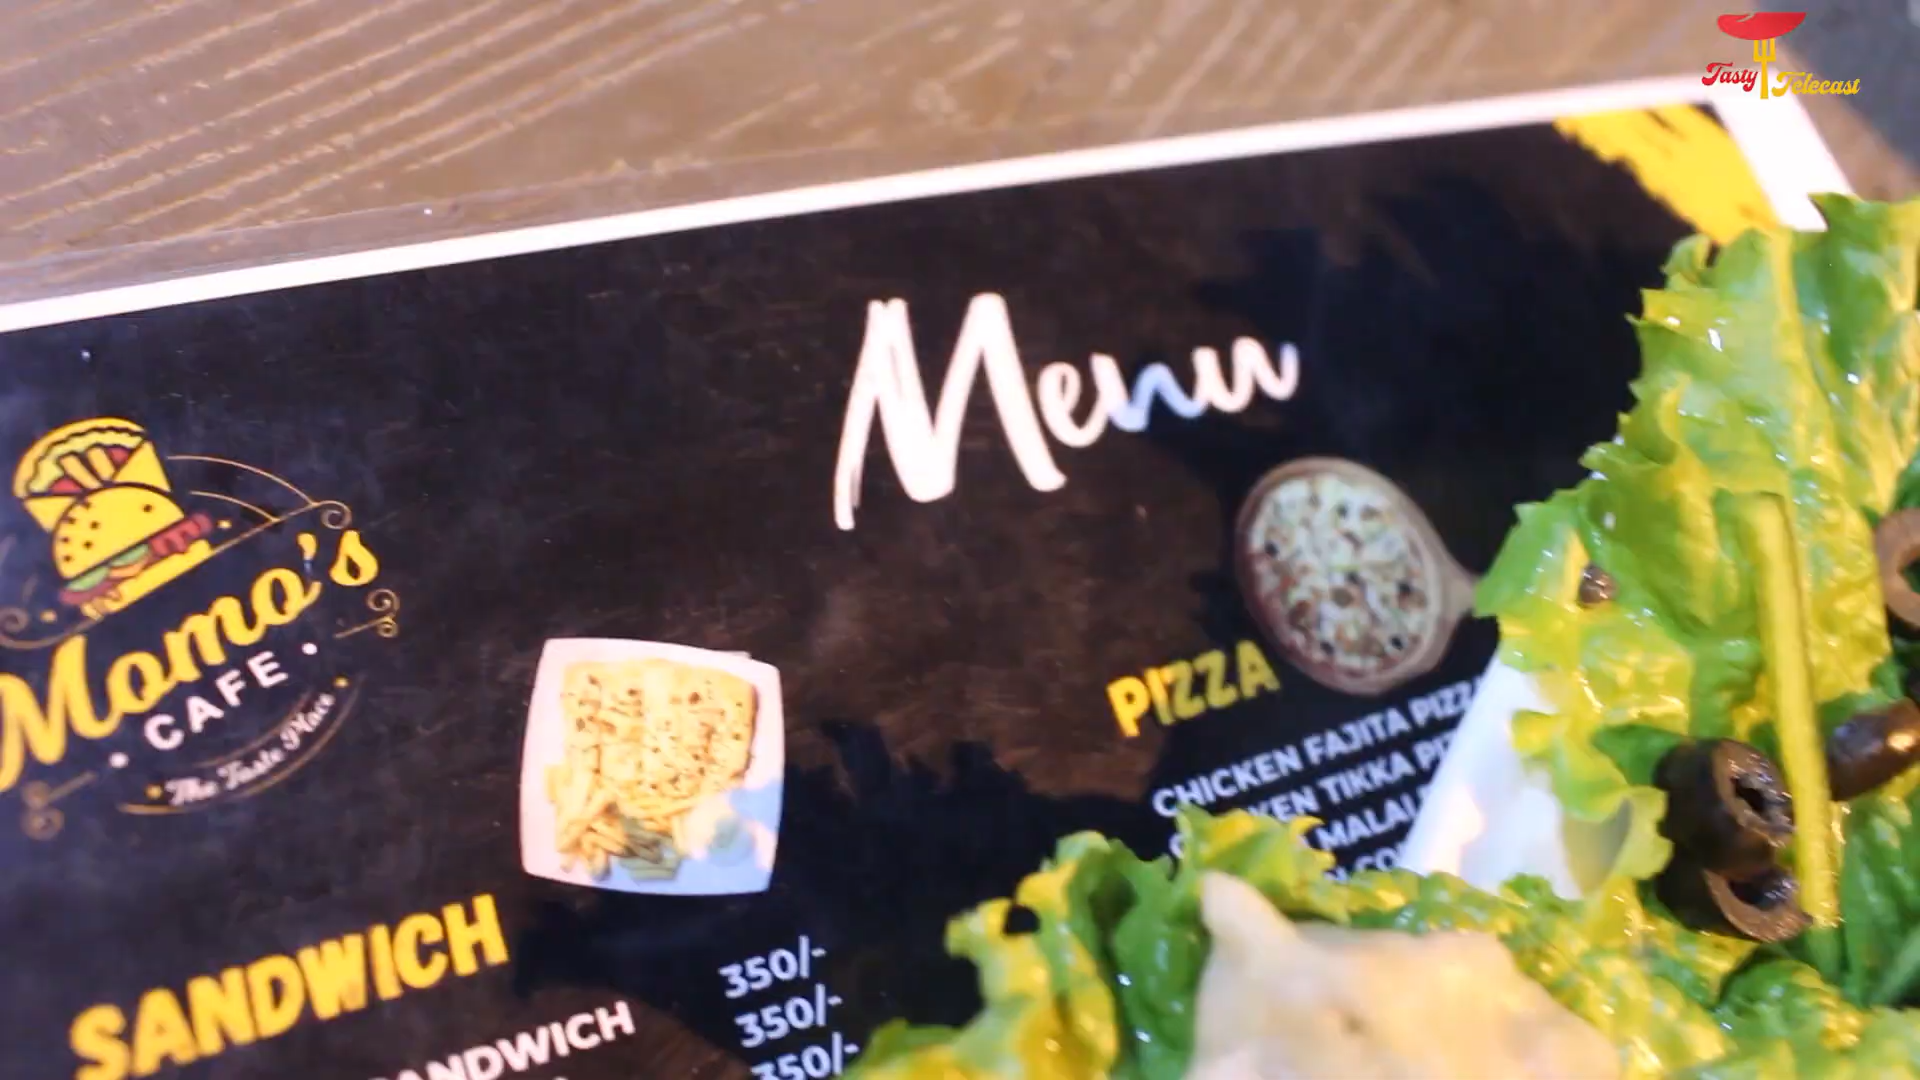 Tasty Telecast
Menu
Momo's
• CAFE •
The Taste Place
PIZZA
CHICKEN FAJITA PIZZ
CHICKEN TIKKA
MALAI
SANDWICH
350/-
350/-
SANDWICH
350/-